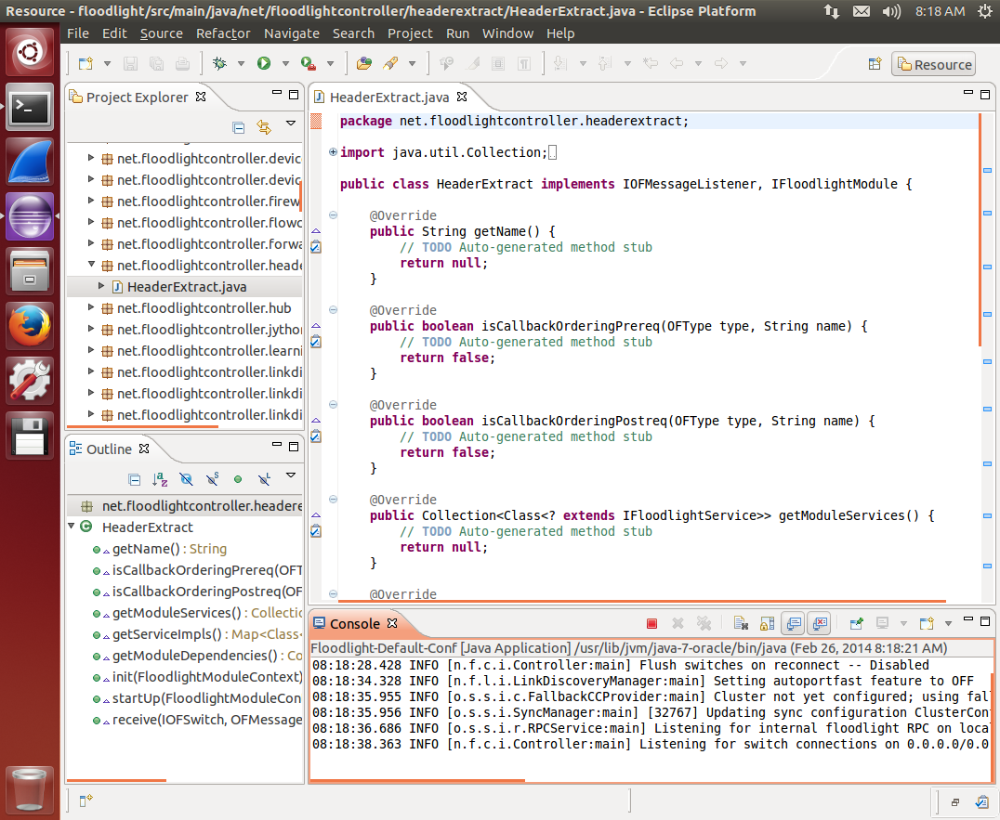 Resource - floodlight/src/main/java/net/floodlightcontroller/headerextract/HeaderExtract.java - Eclipse Platform
8:18 AM
File Edit Source Refactor Navigate Search Project Run Window Help
Resource
Project Explorer
net.floodlightcontroller.devic
net.floodlightcontroller.devic
net.floodlightcontroller.firew
net.floodlightcontroller.flowc
net.floodlightcontroller.forwa
net.floodlightcontroller.heade
HeaderExtract.java
net.floodlightcontroller.hub
net.floodlightcontroller.jytho
net.floodlightcontroller.learni
net.floodlightcontroller.linkdi
net.floodlightcontroller.linkdi
net.floodlightcontroller.linkdi
Outline
net.floodlightcontroller.heade
HeaderExtract
getName() : String
isCallbackOrderingPrereq(OFT
isCallbackOrderingPostreq(OF
getModuleServices() : Collectio
getServiceImpls() : Map<Class<
getModuleDependencies() : Co
init(FloodlightModuleContext)
startUp(FloodlightModuleCon
receive(IOFSwitch, OFMessage
HeaderExtract.java
package net.floodlightcontroller.headerextract;
import java.util.Collection;
public class HeaderExtract implements IOFMessageListener, IFloodlightModule {
@Override
public String getName() {
// TODO Auto-generated method stub
return null;
}
@Override
public boolean isCallbackOrderingPrereq(OFType type, String name) {
// TODO Auto-generated method stub
return false;
}
@Override
public boolean isCallbackOrderingPostreq(OFType type, String name) {
// TODO Auto-generated method stub
return false;
}
@Override
public Collection<Class<? extends IFloodlightService>> getModuleServices() {
// TODO Auto-generated method stub
return null;
}
@Override
Console
Floodlight-Default-Conf [Java Application] /usr/lib/jvm/java-7-oracle/bin/java (Feb 26, 2014 8:18:21 AM)
08:18:28.428 INFO [n.f.c.i.Controller:main] Flush switches on reconnect -- Disabled
08:18:34.328 INFO [n.f.l.i.LinkDiscoveryManager:main] Setting autoportfast feature to OFF
08:18:35.955 INFO [o.s.s.i.c.FallbackCCProvider:main] Cluster not yet configured; using fal
08:18:35.956 INFO [o.s.s.i.SyncManager:main] [32767] Updating sync configuration ClusterCon
08:18:36.686 INFO [o.s.s.i.r.RPCService:main] Listening for internal floodlight RPC on loca
08:18:38.363 INFO [n.f.c.i.Controller:main] Listening for switch connections on 0.0.0.0/0.0